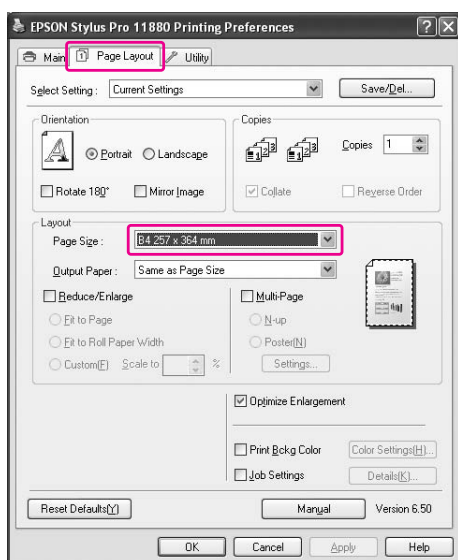 EPSON Stylus Pro 11880 Printing Preferences
Main Page Layout Utility
Select Setting : Current Settings Save/Del...
Orientation Copies
Portrait Landscape Copies 1
Rotate 180° Mirror Image Collate Reverse Order
Layout
Page Size : B4 257 x 364 mm
Output Paper : Same as Page Size
Reduce/Enlarge Multi-Page
Fit to Page N-up
Fit to Roll Paper Width Poster(N)
Custom(F) Scale to % Settings...
Optimize Enlargement
Print Bckg Color Color Settings(H)...
Job Settings Details(K)...
Reset Defaults(Y) Manual Version 6.50
OK Cancel Apply Help